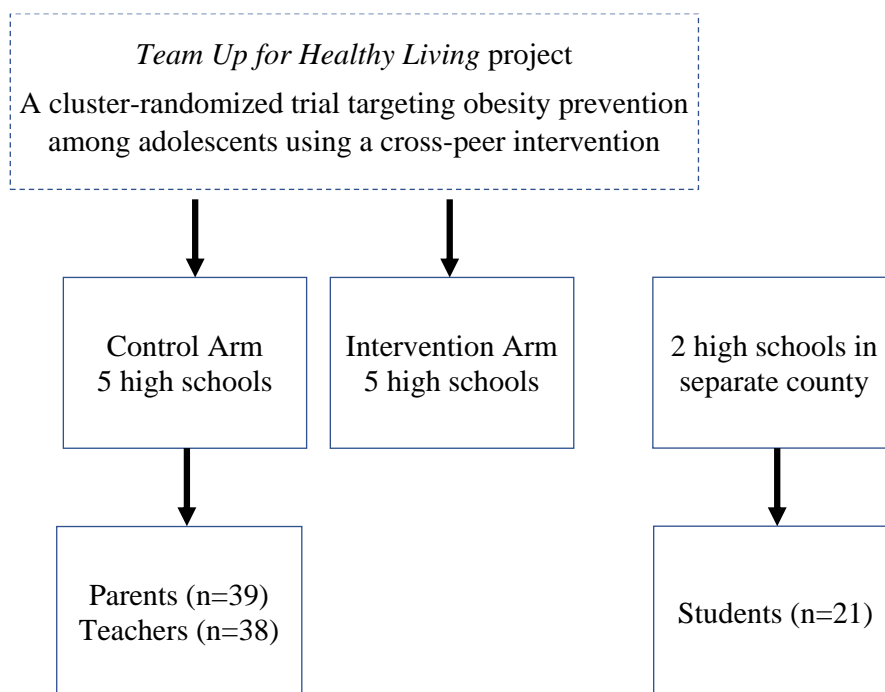 Team Up for Healthy Living project
A cluster-randomized trial targeting obesity prevention
among adolescents using a cross-peer intervention
Control Arm
5 high schools
Intervention Arm
5 high schools
2 high schools in
separate county
Parents (n=39)
Teachers (n=38)
Students (n=21)